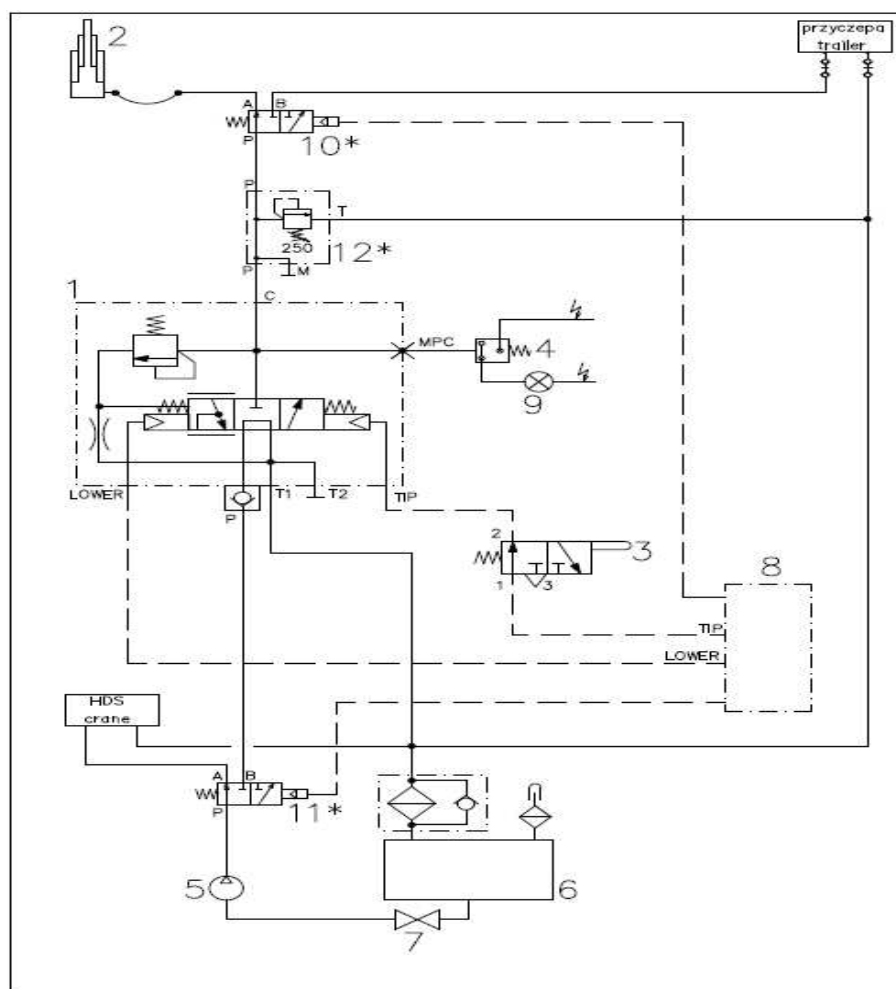 2
przyczepa
trailer
A B
P
10*
P
T
250
12*
P
M
1
C
MPC
4
9
LOWER
P
T1
T2
TIP
2
3
1
3
8
TIP
LOWER
HDS
crane
A B
P
11*
5
6
7